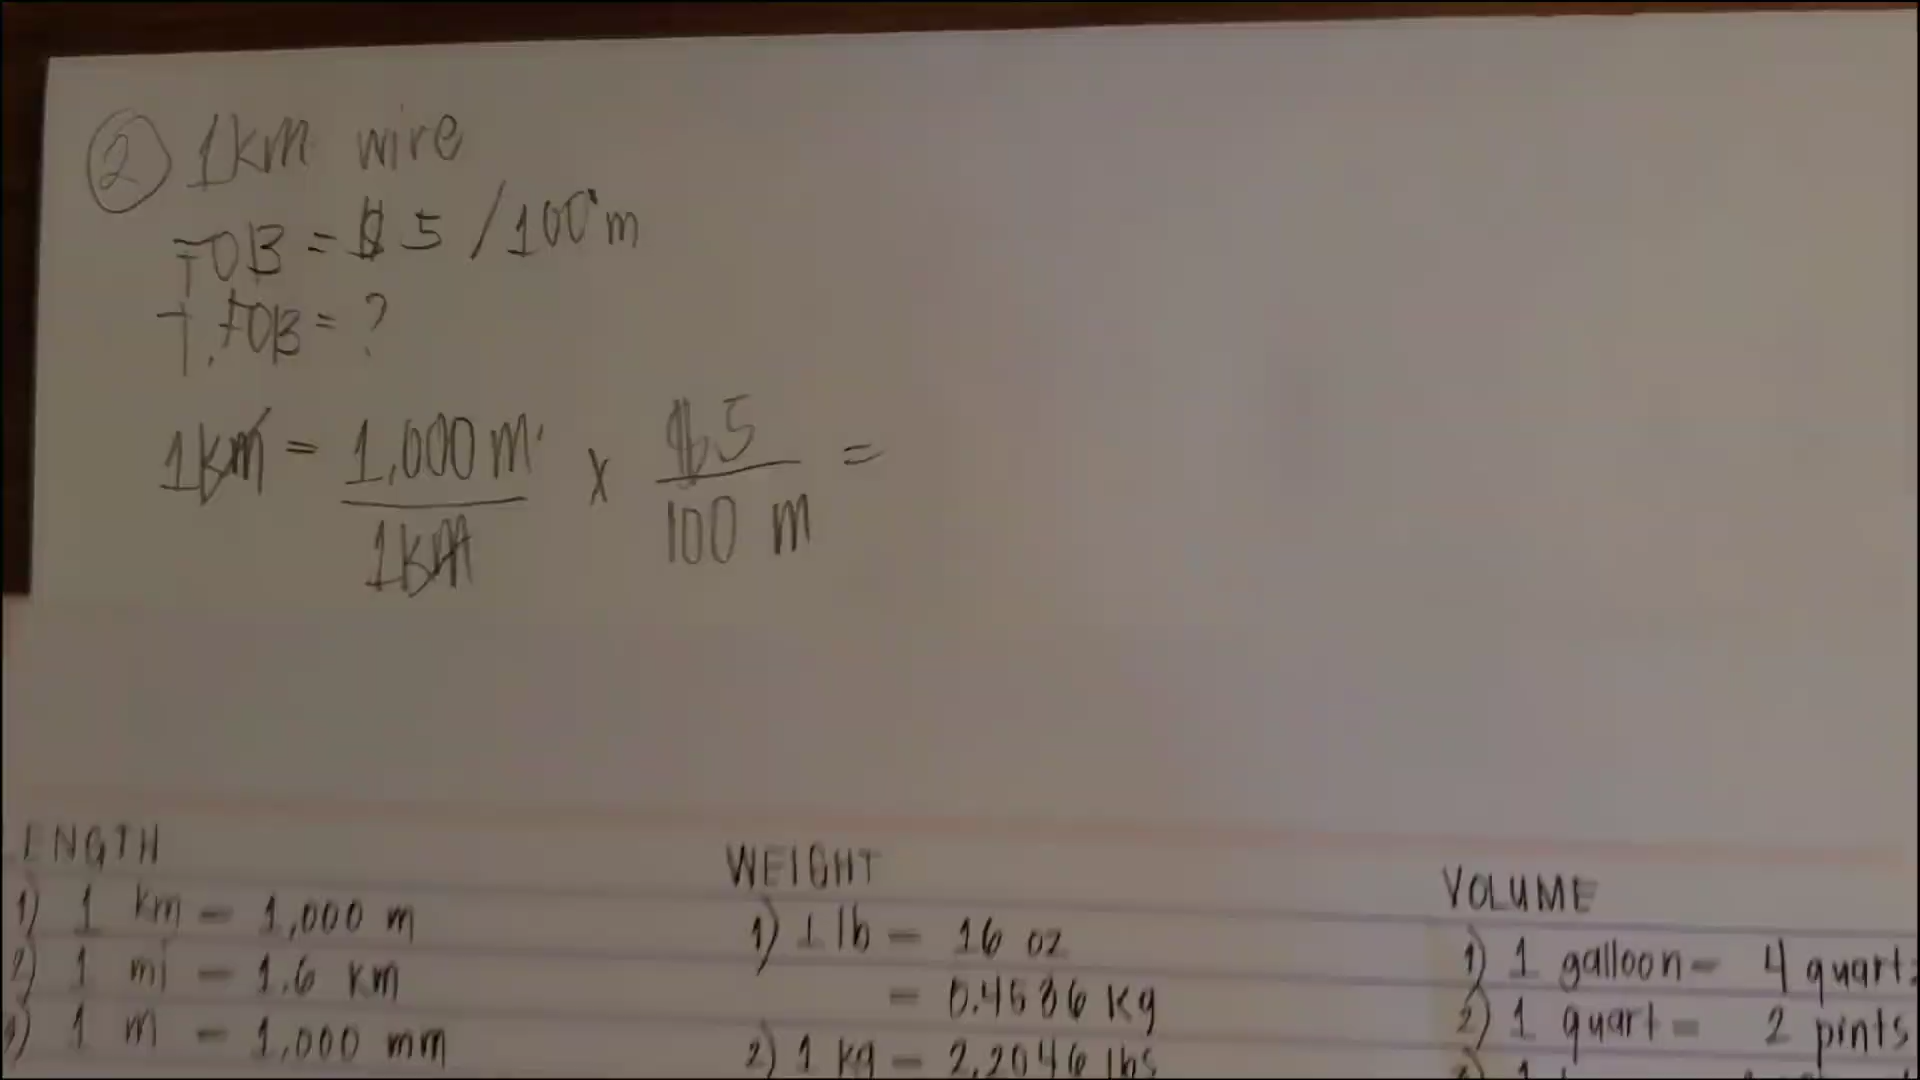 2 1km wire
FOB = $5 /100 m
T.FOB = ?
1km = 1,000 m / 1km x $5 / 100 m =
ENGTH
1) 1 km - 1,000 m
2) 1 mi - 1.6 km
1 m - 1,000 mm
WEIGHT
1) 1 lb - 16 oz
- 0.4536 kg
2) 1 kg - 2.2046 lbs
VOLUME
1) 1 galloon - 4 quart
2) 1 quart - 2 pints